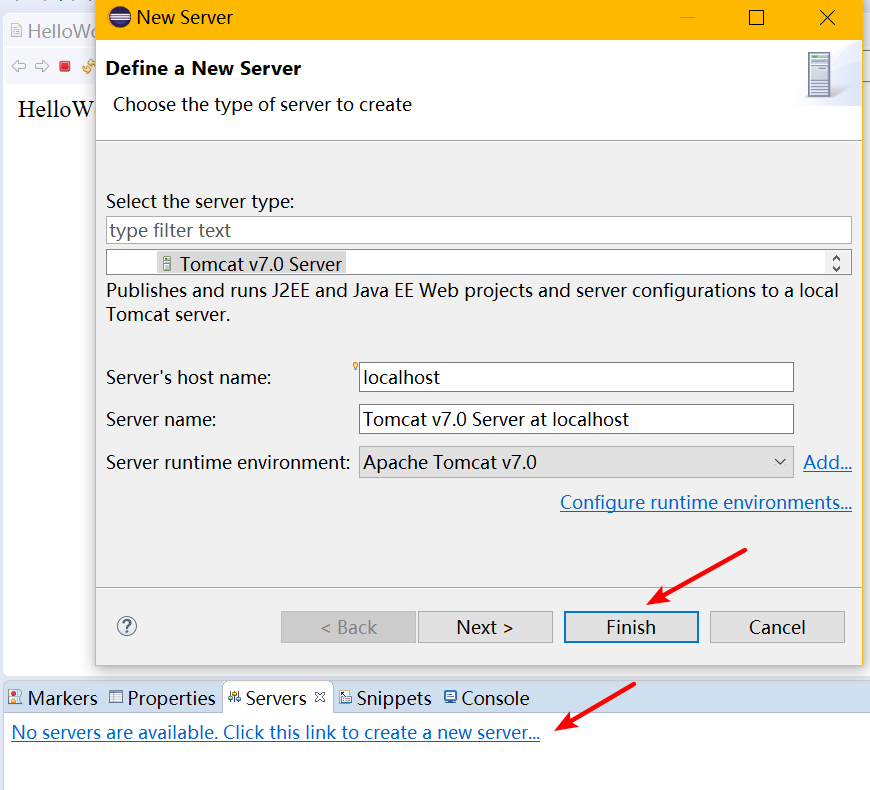 New Server
HelloWo
Define a New Server
Choose the type of server to create
HelloW
Select the server type:
type filter text
Tomcat v7.0 Server
Publishes and runs J2EE and Java EE Web projects and server configurations to a local
Tomcat server.
Server's host name: localhost
Server name: Tomcat v7.0 Server at localhost
Server runtime environment: Apache Tomcat v7.0 Add...
Configure runtime environments...
< Back Next > Finish Cancel
Markers Properties Servers Snippets Console
No servers are available. Click this link to create a new server...